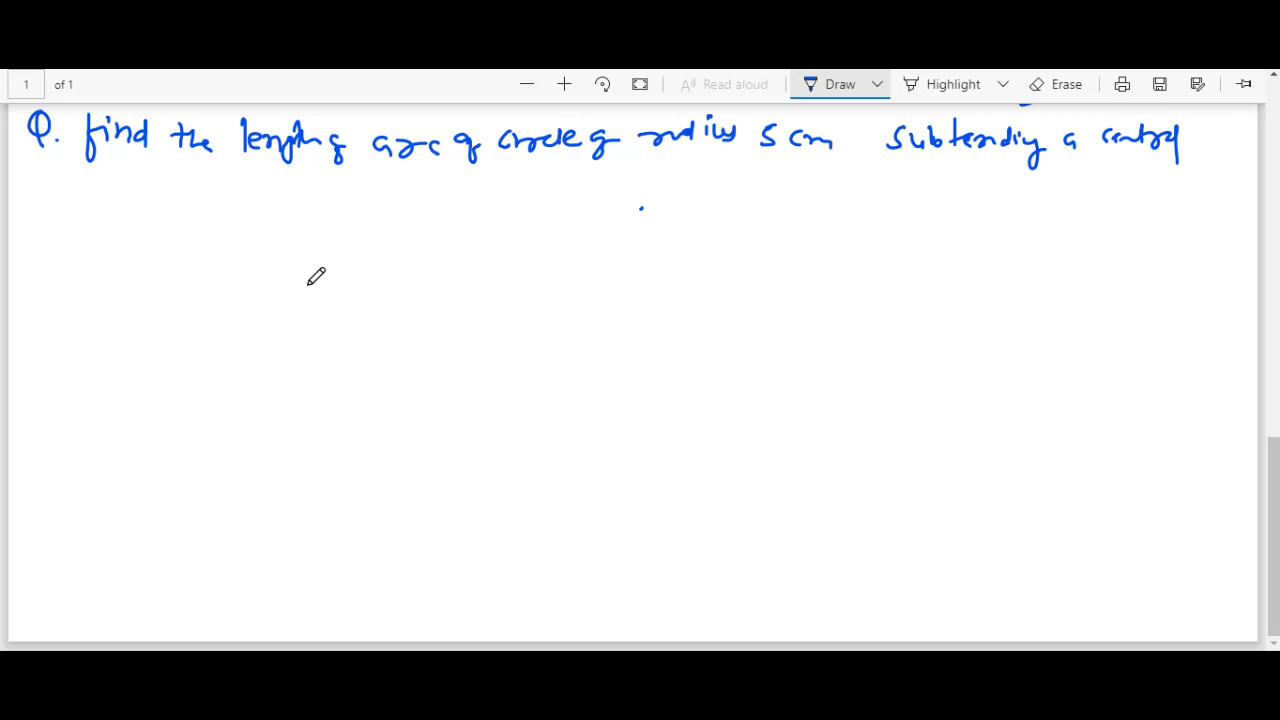 1 of 1 Read aloud Draw Highlight Erase
Q. find the length of arc of circle of radius 5 cm subtending a central